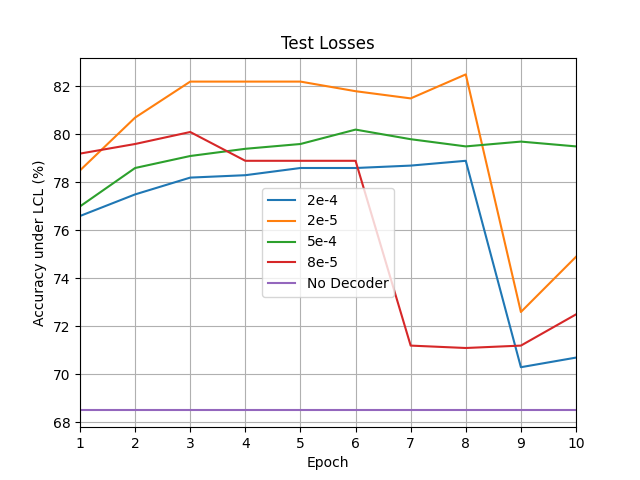 Test Losses
Accuracy under LCL (%)
82
80
78
76
74
72
70
68
2e-4
2e-5
5e-4
8e-5
No Decoder
1 2 3 4 5 6 7 8 9 10
Epoch